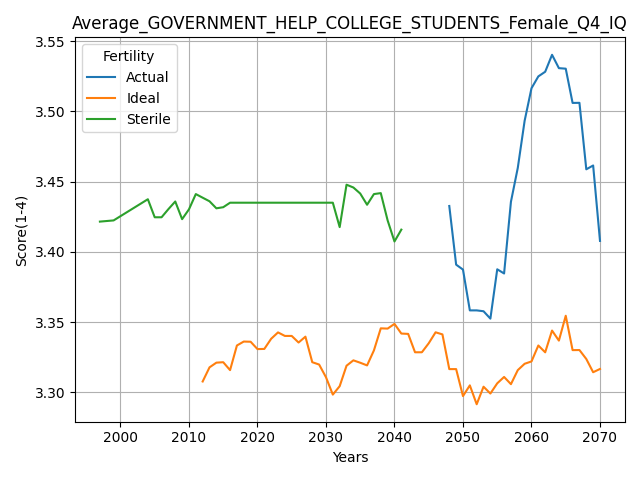 Average_GOVERNMENT_HELP_COLLEGE_STUDENTS_Female_Q4_IQ
Fertility
Actual
Ideal
Sterile
Score(1-4)
3.55
3.50
3.45
3.40
3.35
3.30
2000 2010 2020 2030 2040 2050 2060 2070
Years